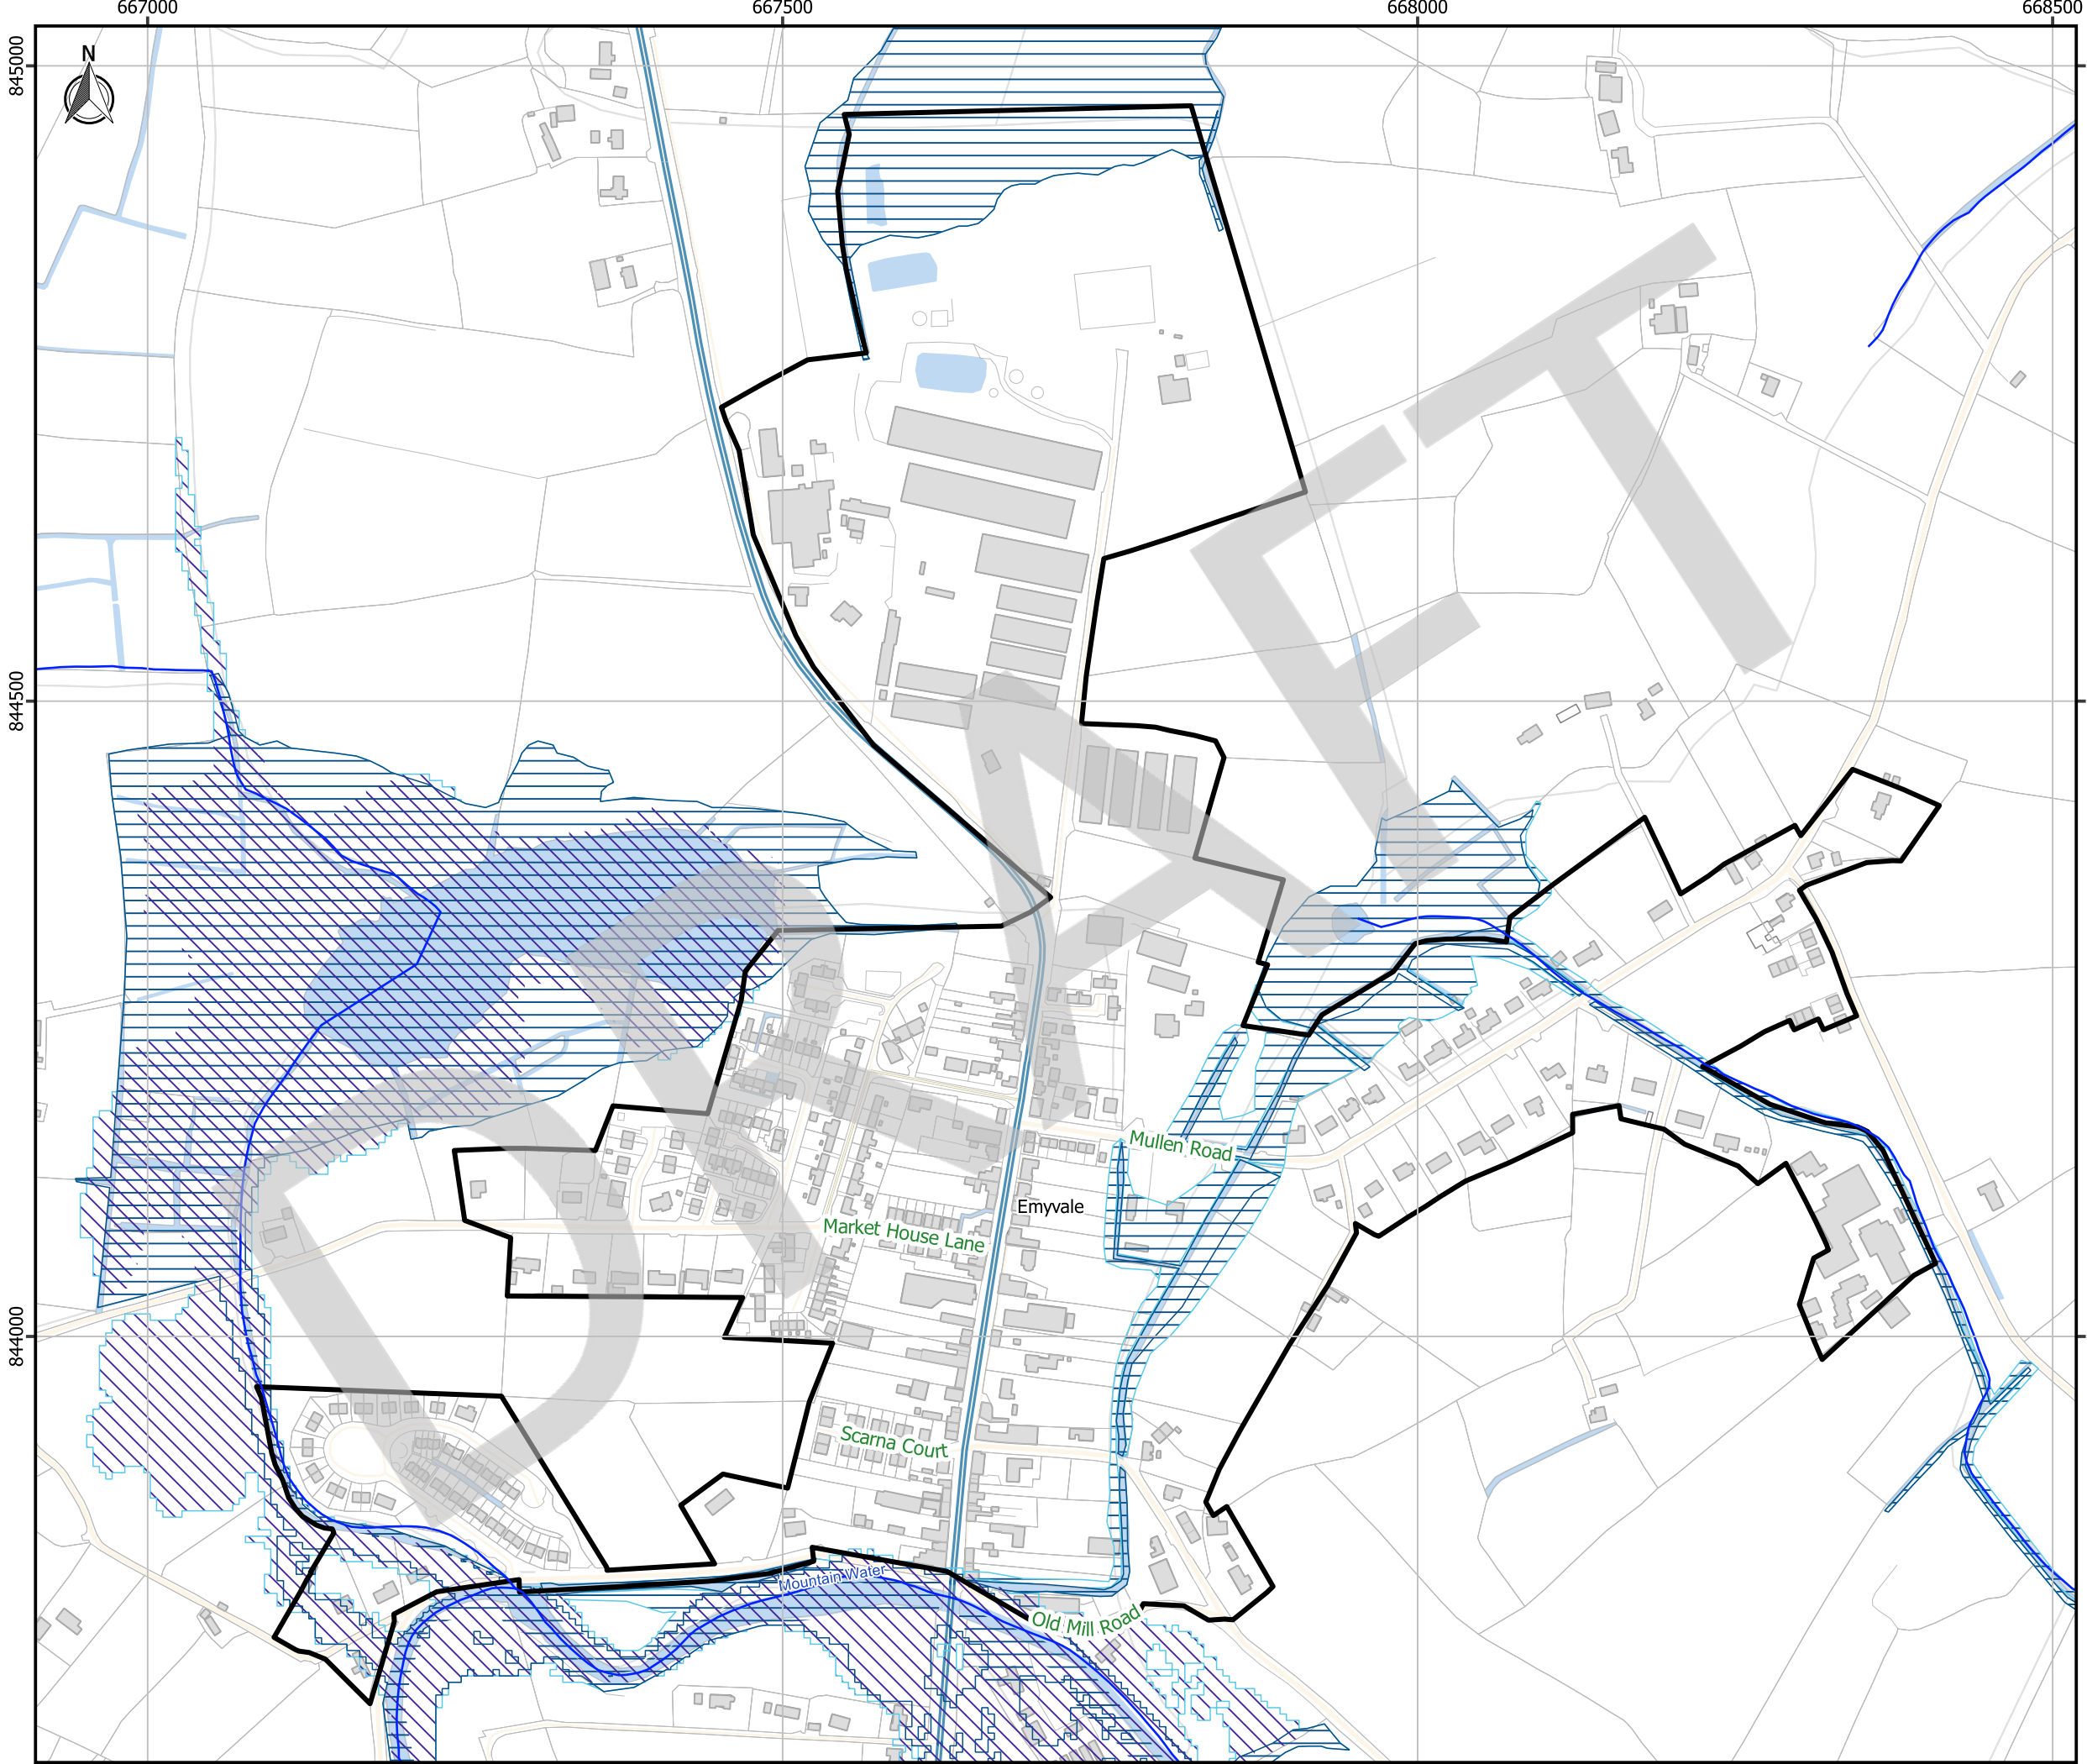 667000
667500
668000
668500
845000
N
844500
844000
Mullen Road
Emyvale
Market House Lane
Scarna Court
Mountain Water
Old Mill Road
DRAFT